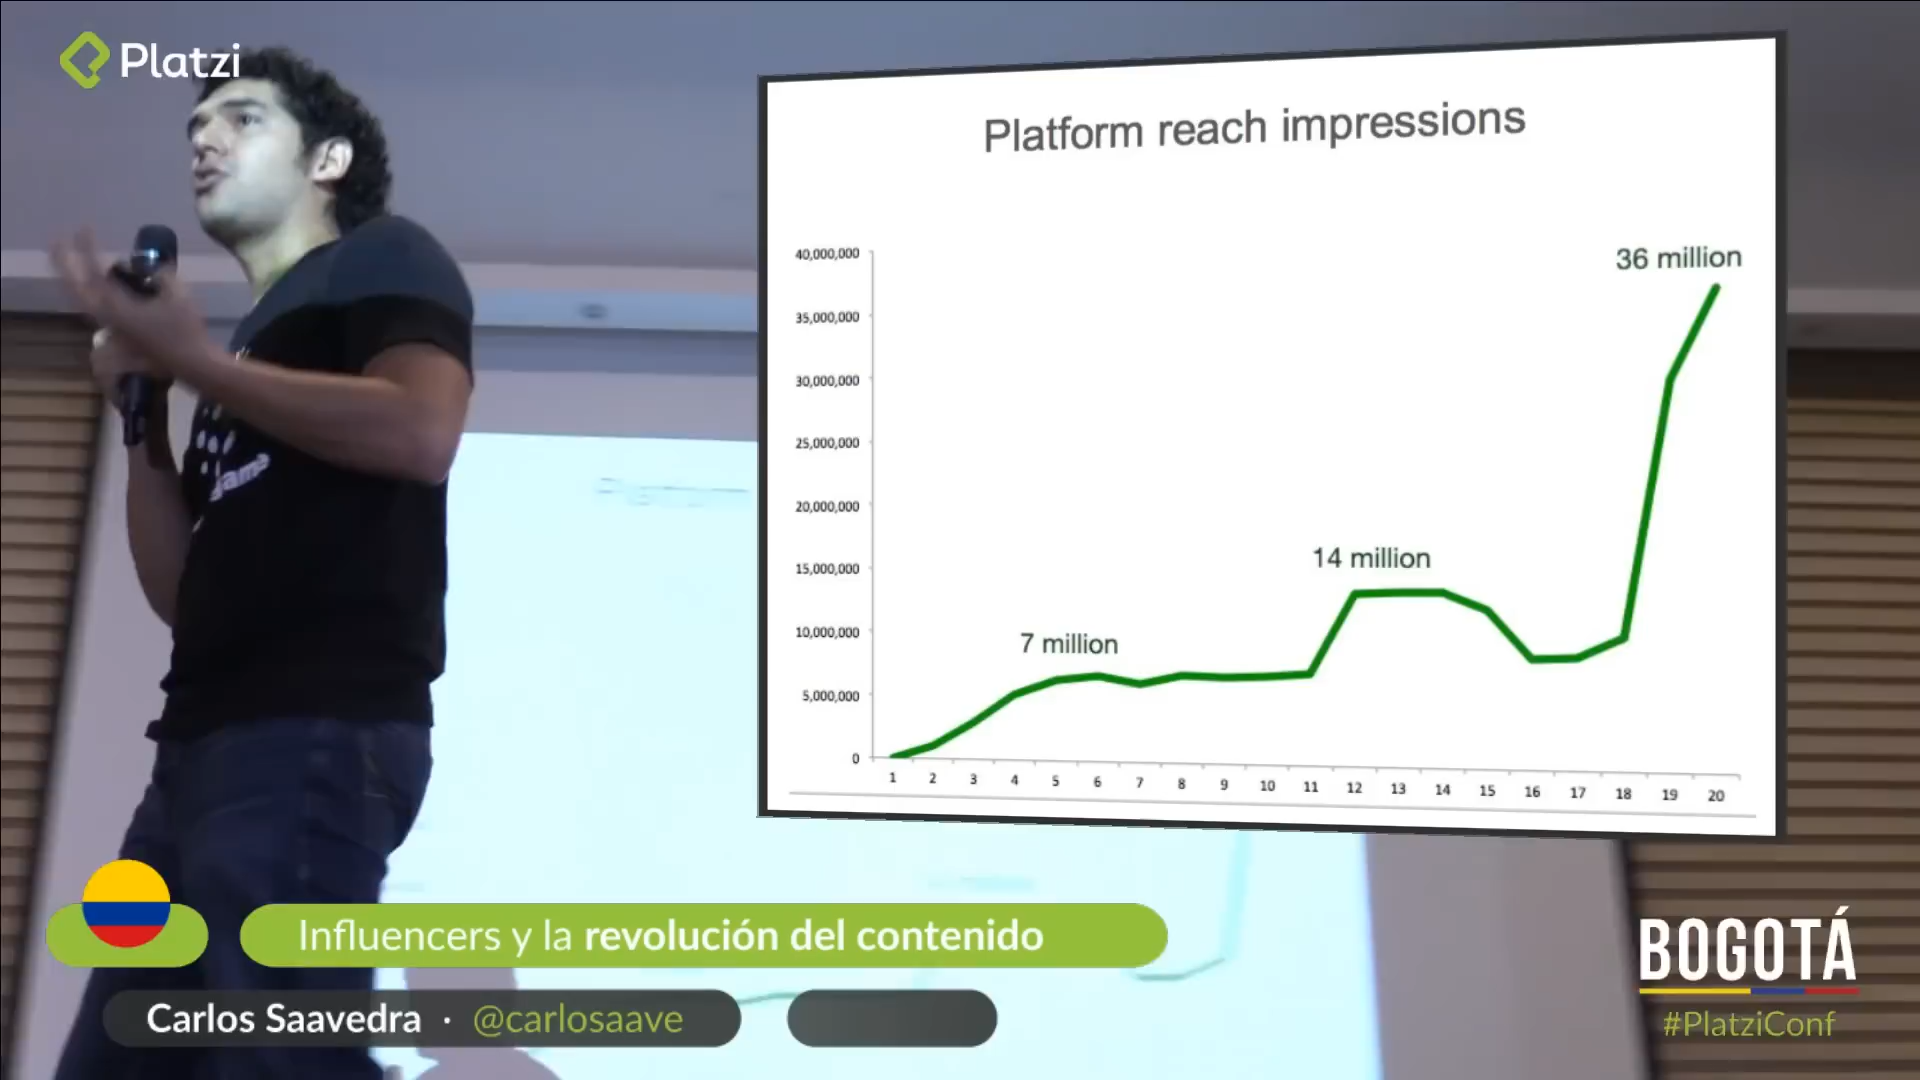 Platzi
Platform reach impressions
40,000,000
35,000,000
30,000,000
25,000,000
20,000,000
15,000,000
10,000,000
5,000,000
0
7 million
14 million
36 million
1 2 3 4 5 6 7 8 9 10 11 12 13 14 15 16 17 18 19 20
Influencers y la revolución del contenido
Carlos Saavedra · @carlosaave
BOGOTÁ
#PlatziConf